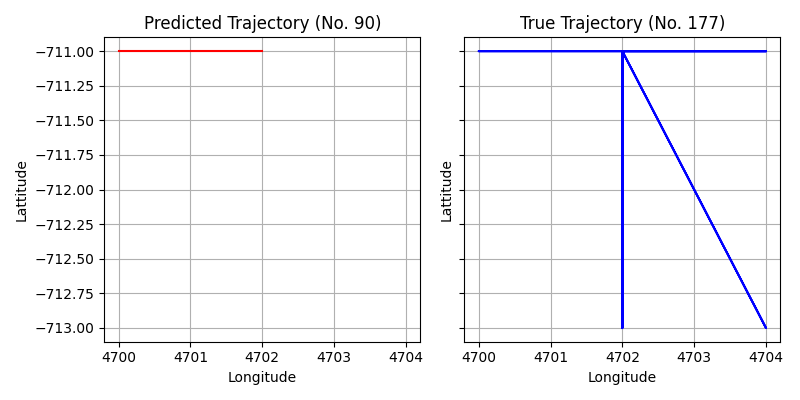 Predicted Trajectory (No. 90)
Lattitude
−711.00
−711.25
−711.50
−711.75
−712.00
−712.25
−712.50
−712.75
−713.00
4700 4701 4702 4703 4704
Longitude
True Trajectory (No. 177)
Lattitude
4700 4701 4702 4703 4704
Longitude